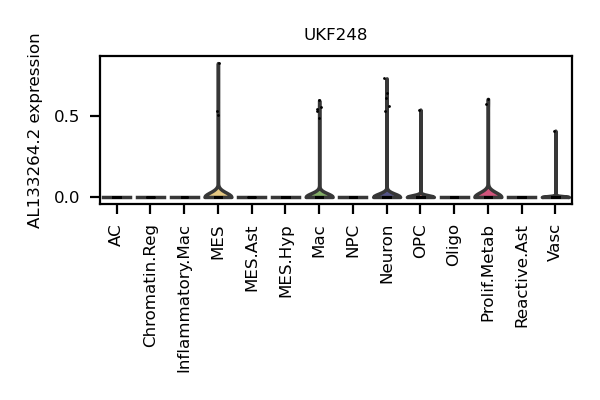 UKF248
AL133264.2 expression
0.5
0.0
AC
Chromatin.Reg
Inflammatory.Mac
MES
MES.Ast
MES.Hyp
Mac
NPC
Neuron
OPC
Oligo
Prolif.Metab
Reactive.Ast
Vasc